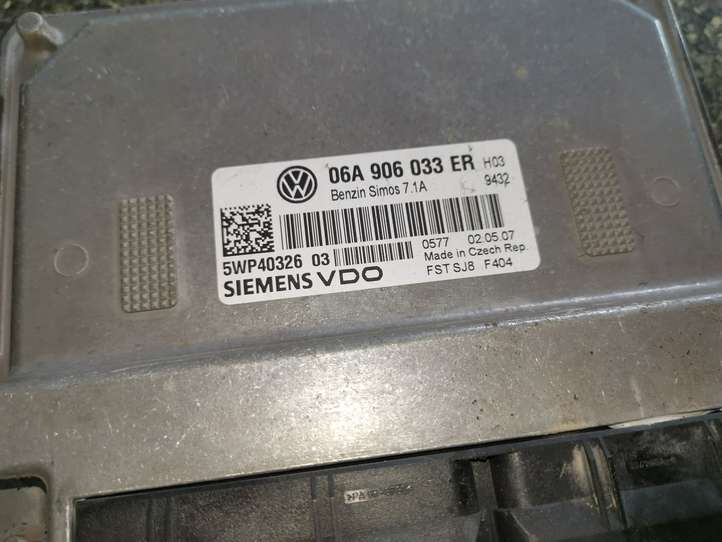 06A 906 033 ER H03
Benzin Simos 7.1A 9432
5WP40326 03
0577 02.05.07
Made in Czech Rep.
SIEMENS VDO
FST SJ8 F404